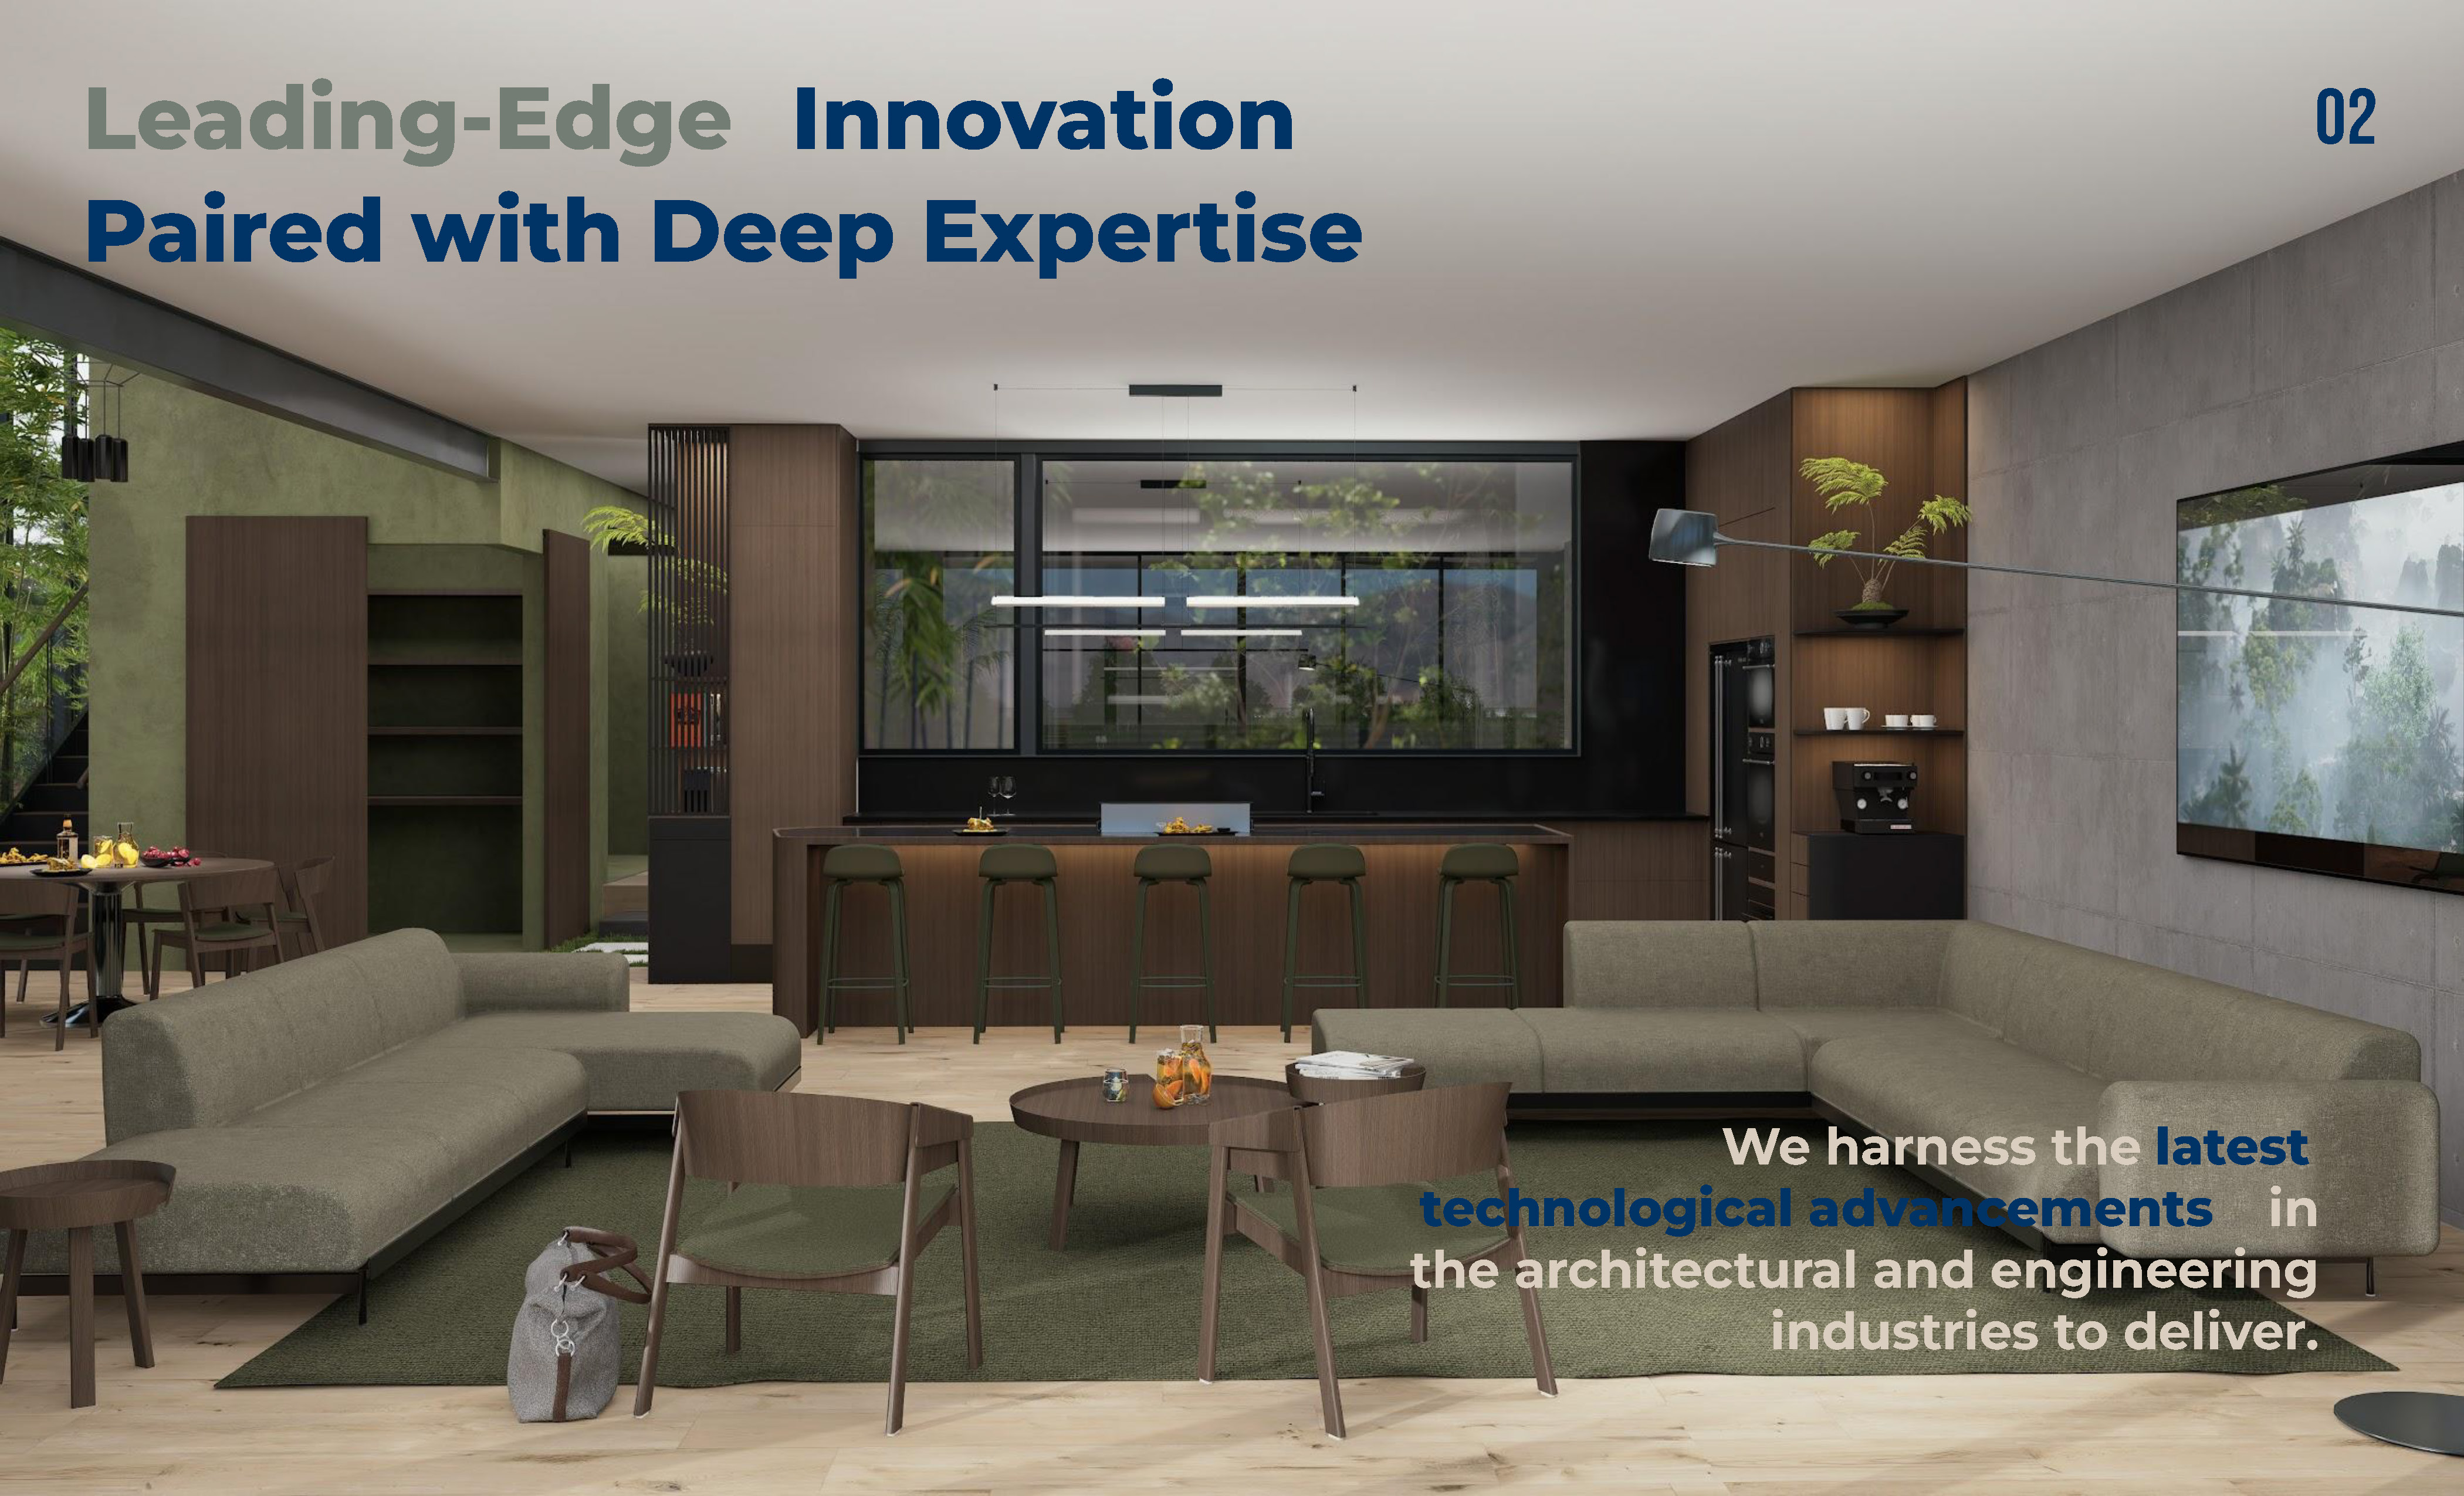 Leading-Edge Innovation
02
Paired with Deep Expertise
We harness the latest
technological advancements in
the architectural and engineering
industries to deliver.